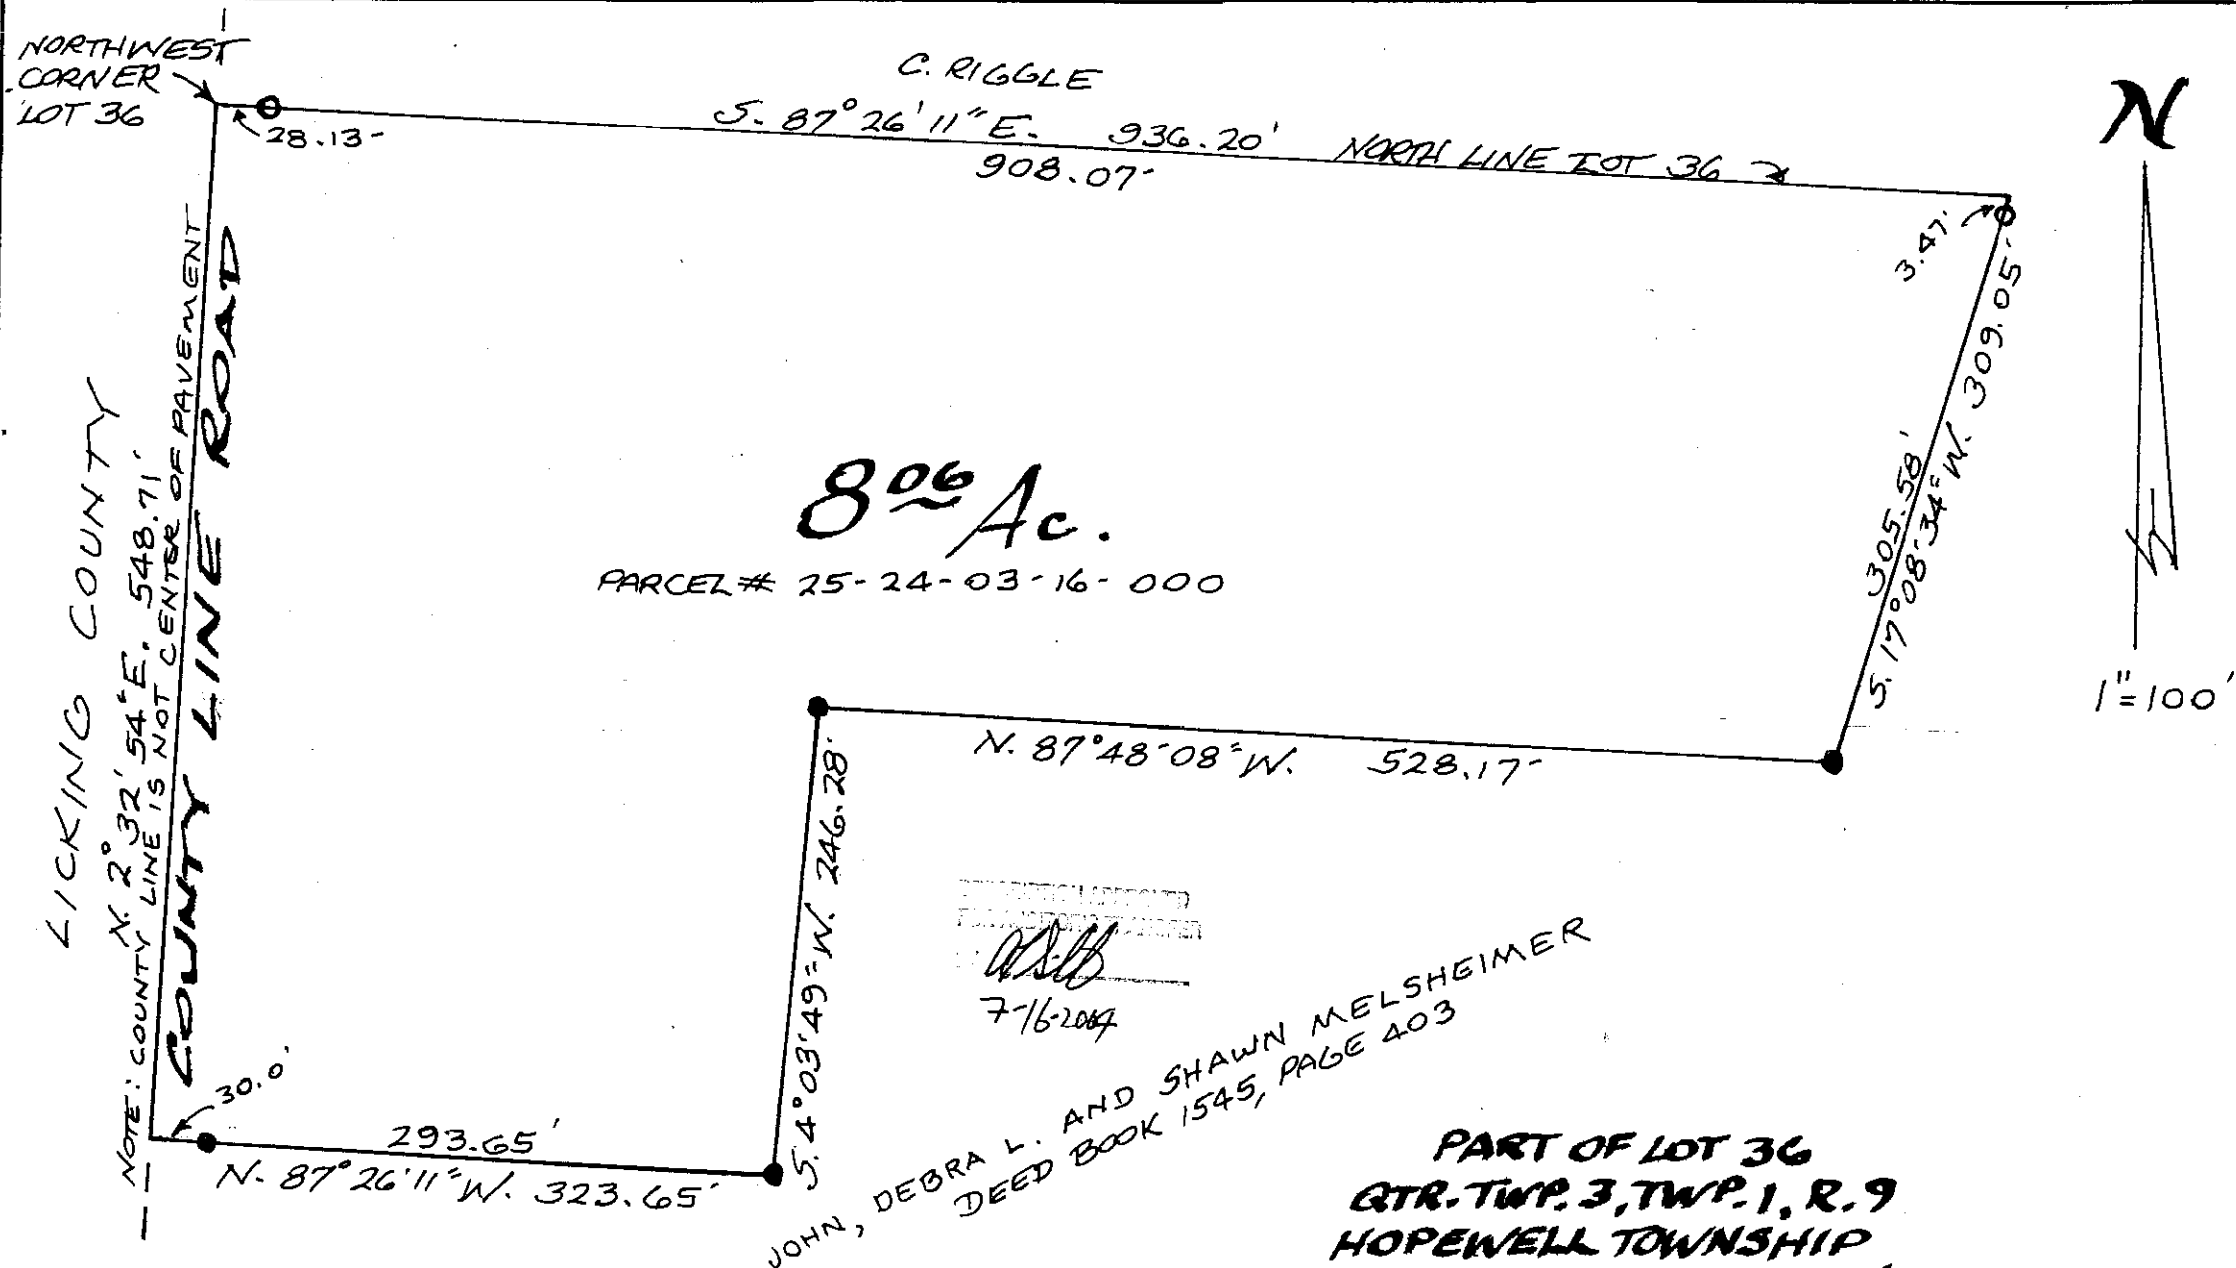 NORTHWEST
CORNER
LOT 36
28.13'
C. RIGGLE
S. 87° 26' 11" E. 936.20' NORTH LINE LOT 36
908.07'
N
3.47'
305.58'
S. 17° 08' 34" W. 309.05'
1" = 100'
LICKING COUNTY
N. 2° 32' 54" E. 548.71'
NOTE: COUNTY LINE IS NOT CENTER OF PAVEMENT
COUNTY LINE ROAD
8 06 Ac.
PARCEL # 25-24-03-16-000
N. 87° 48' 08" W. 528.17'
S. 4° 03' 49" W. 246.28'
7-16-2004
30.0'
293.65'
N. 87° 26' 11" W. 323.65'
JOHN, DEBRA L. AND SHAWN MELSHEIMER
DEED BOOK 1545, PAGE 403
PART OF LOT 36
QTR. TWP. 3, TWP. 1, R. 9
HOPEWELL TOWNSHIP